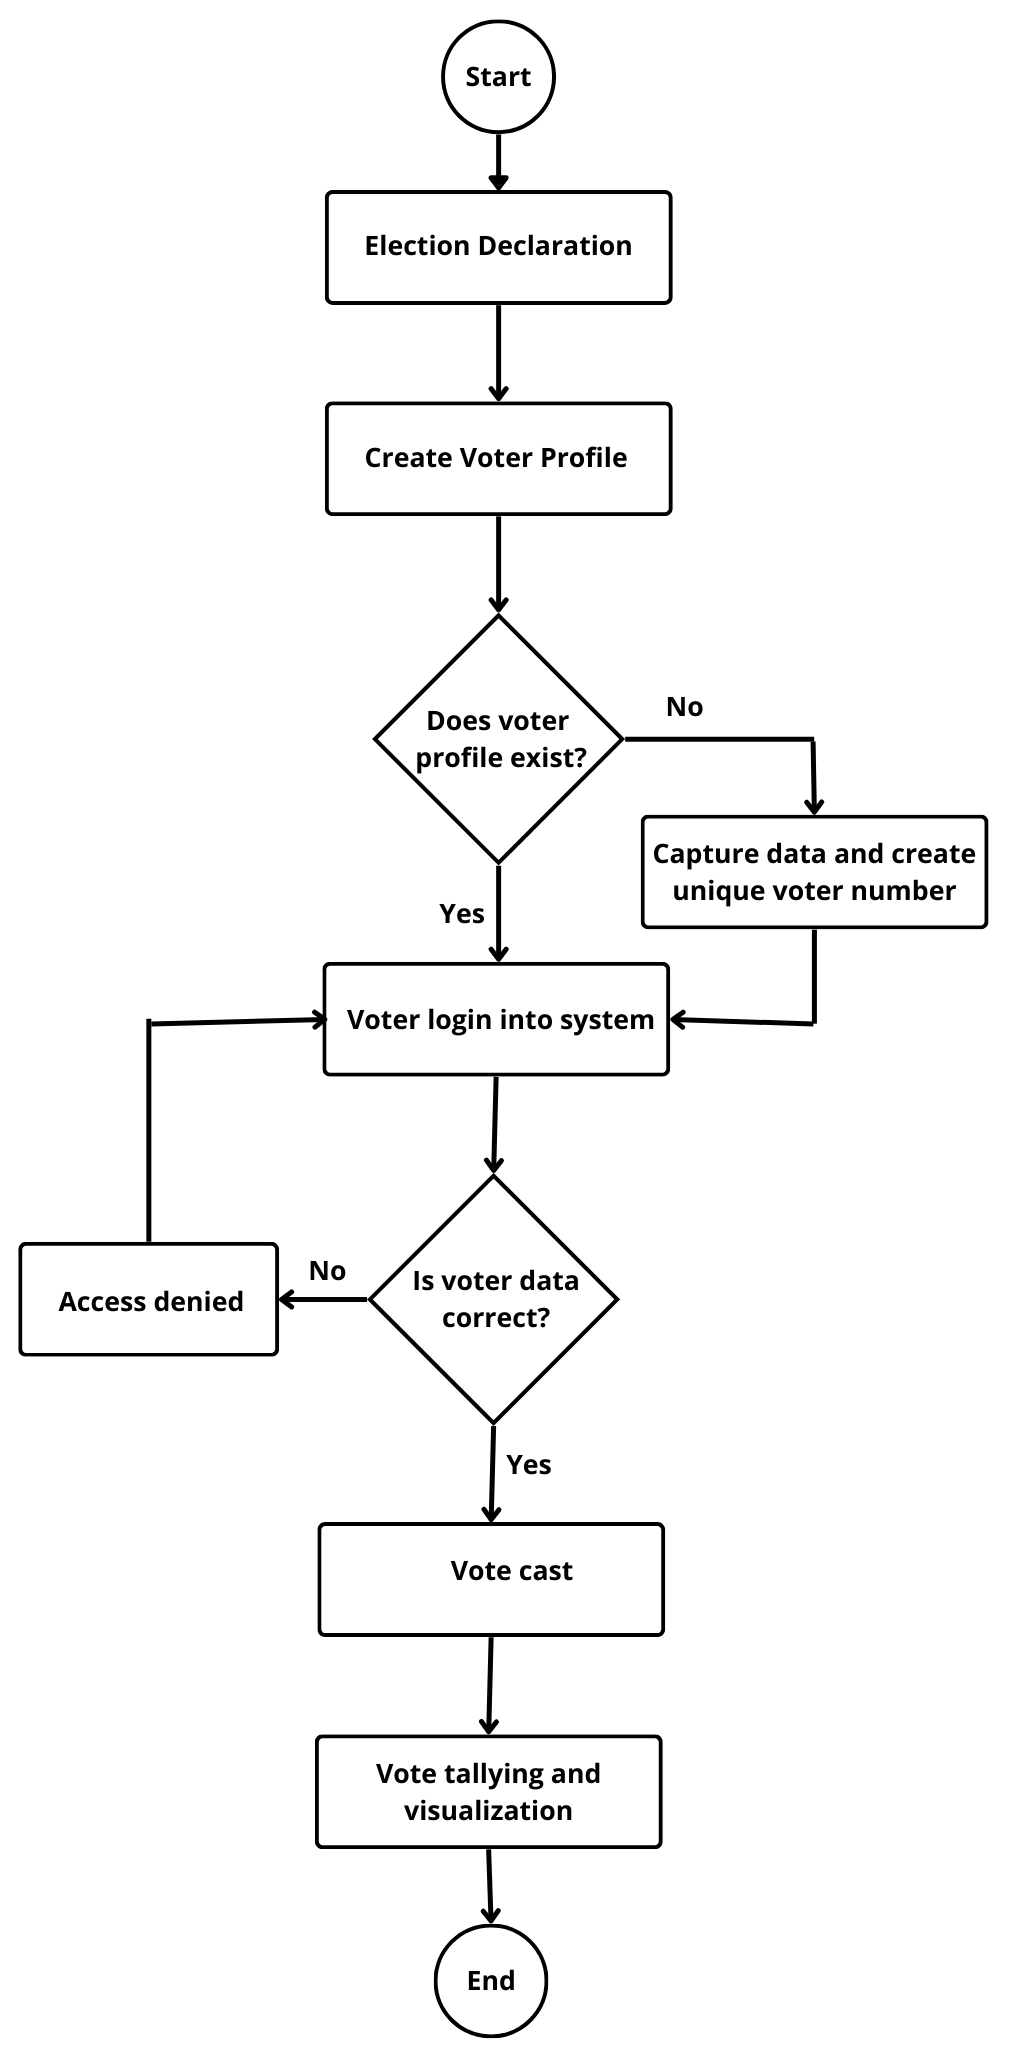 Start
Election Declaration
Create Voter Profile
Does voter
profile exist?
No
Capture data and create
unique voter number
Yes
Voter login into system
Is voter data
correct?
No
Access denied
Yes
Vote cast
Vote tallying and
visualization
End